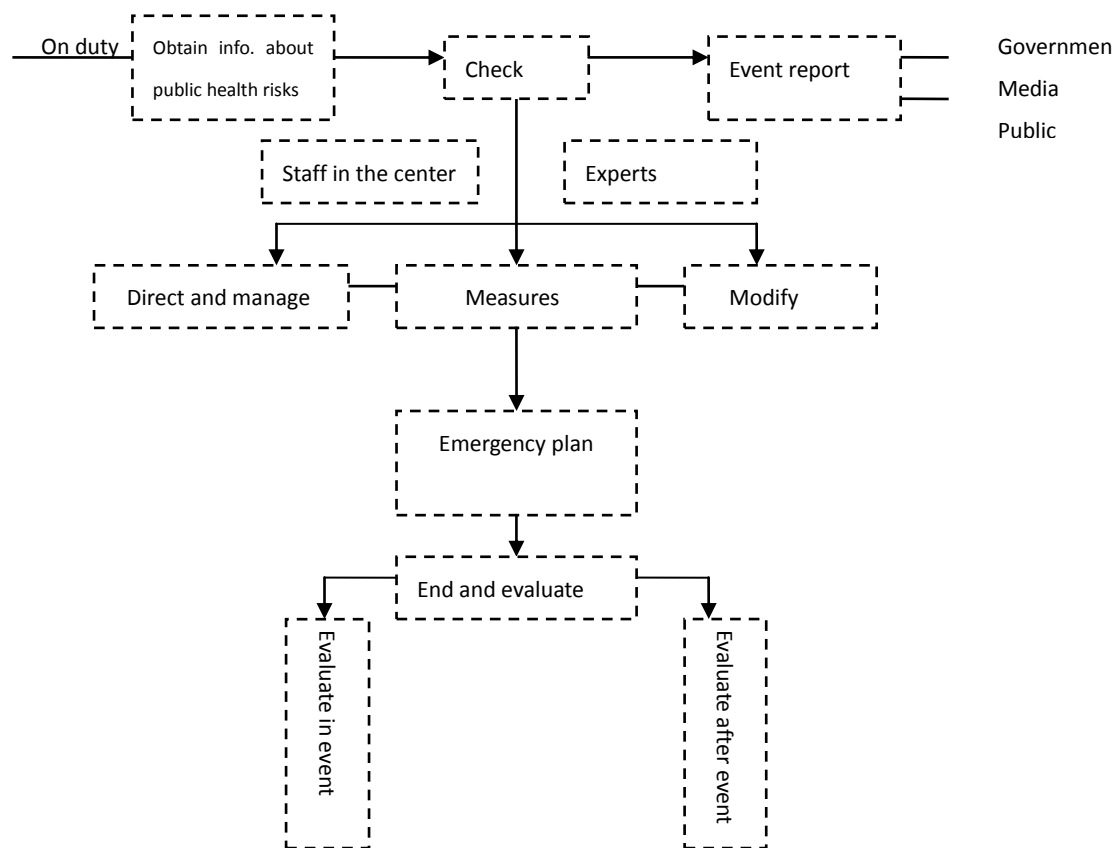 On duty
Obtain info. about
public health risks
Check
Event report
Governmen
Media
Public
Staff in the center
Experts
Direct and manage
Measures
Modify
Emergency plan
End and evaluate
Evaluate in event
Evaluate after event